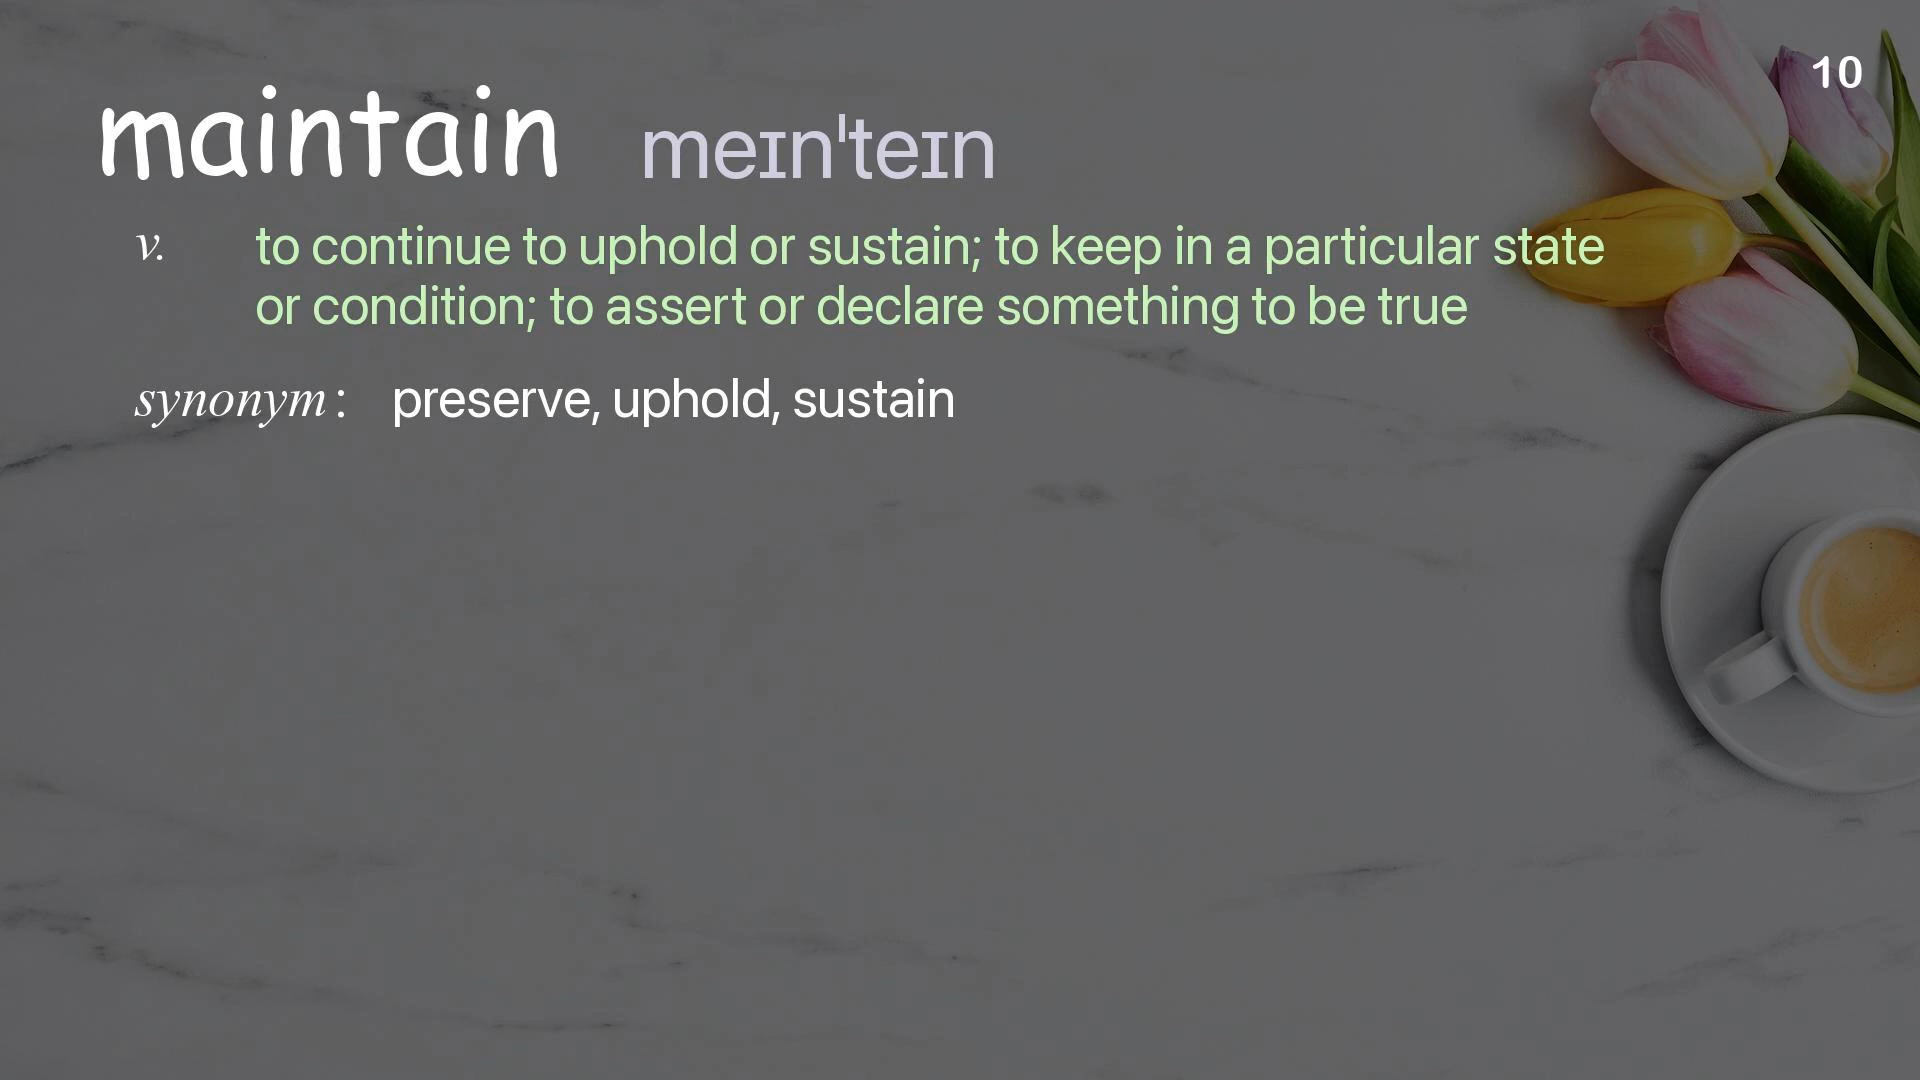 10
maintain meɪnˈteɪn
v. to continue to uphold or sustain; to keep in a particular state
or condition; to assert or declare something to be true
synonym : preserve, uphold, sustain